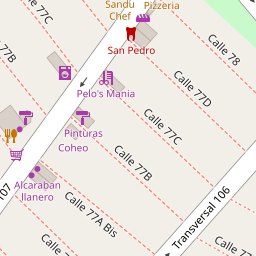 Sandu
Chef
Pizzeria
77C
San Pedro
Calle 78
77B
Calle 77D
Pelo's Mania
Calle 77C
Pinturas
Coheo
Calle 77B
Alcaraban
llanero
107
Calle 77A Bis
Transversal 106